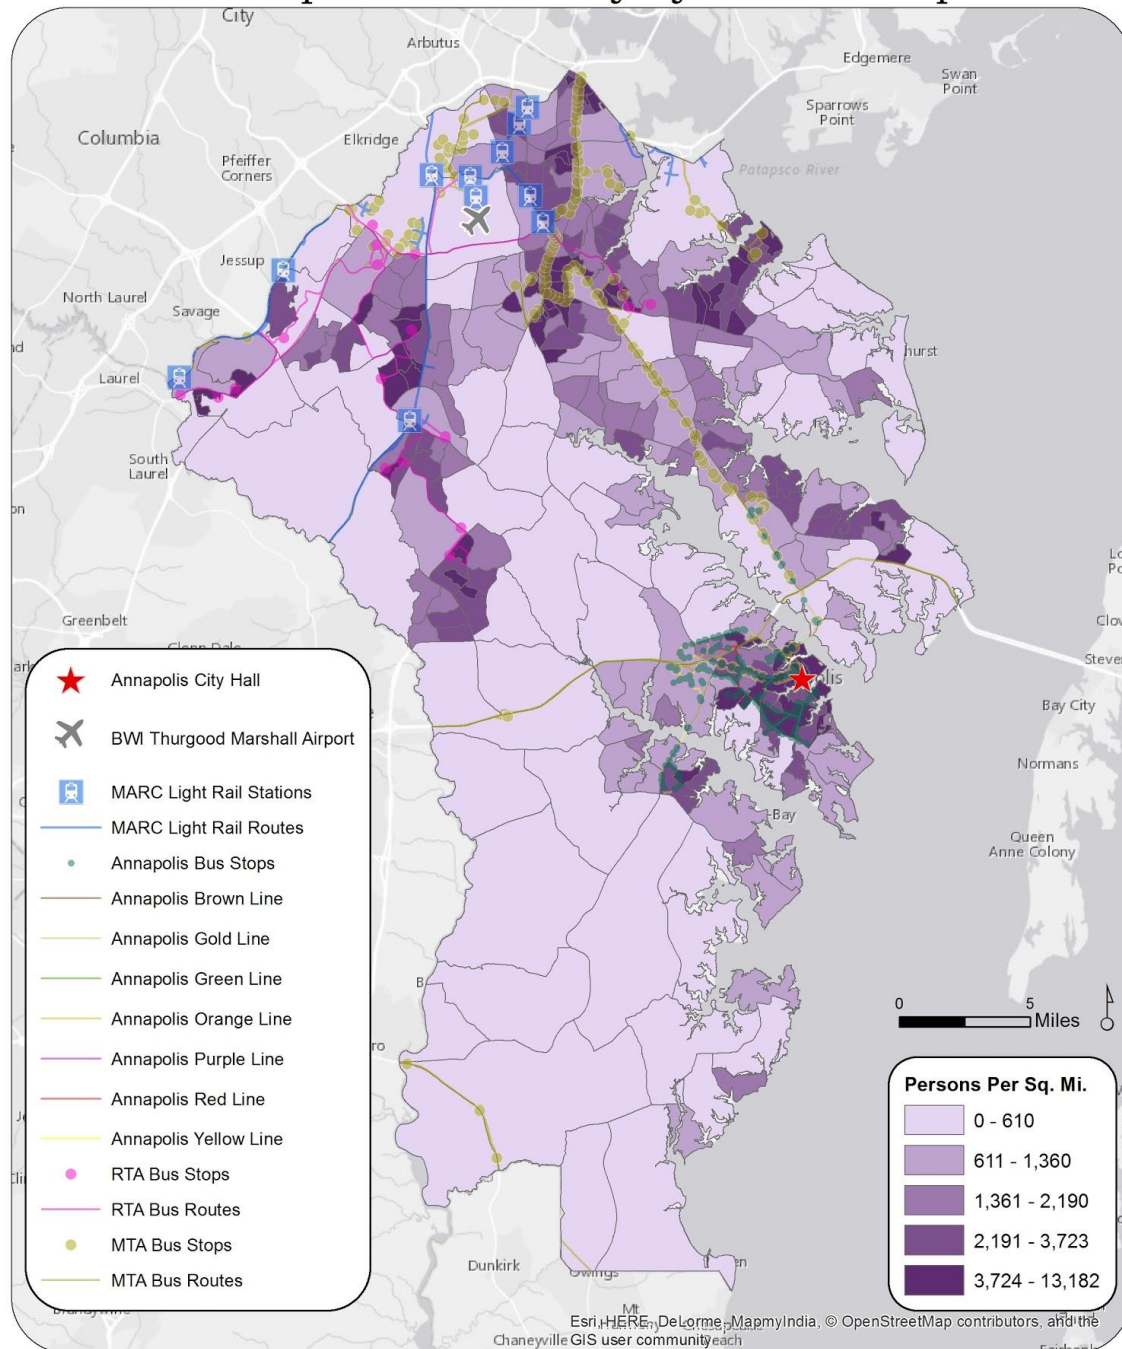 City
Arbutus
Edgemere
Swan
Point
Sparrows
Point
Columbia
Elkridge
Pfeiffer
Corners
Patapsco River
Jessup
North Laurel
Savage
Laurel
hurst
South
Laurel
Greenbelt
Glenn Dale
Bay City
Normans
Queen
Anne Colony
-Bay
Annapolis City Hall
BWI Thurgood Marshall Airport
MARC Light Rail Stations
MARC Light Rail Routes
Annapolis Bus Stops
Annapolis Brown Line
Annapolis Gold Line
Annapolis Green Line
Annapolis Orange Line
Annapolis Purple Line
Annapolis Red Line
Annapolis Yellow Line
RTA Bus Stops
RTA Bus Routes
MTA Bus Stops
MTA Bus Routes
0 5
Miles
Persons Per Sq. Mi.
0 - 610
611 - 1,360
1,361 - 2,190
2,191 - 3,723
3,724 - 13,182
Dunkirk
Owings
Mt
Chaneyville
Esri, HERE, DeLorme, MapmyIndia, © OpenStreetMap contributors, and the
GIS user community